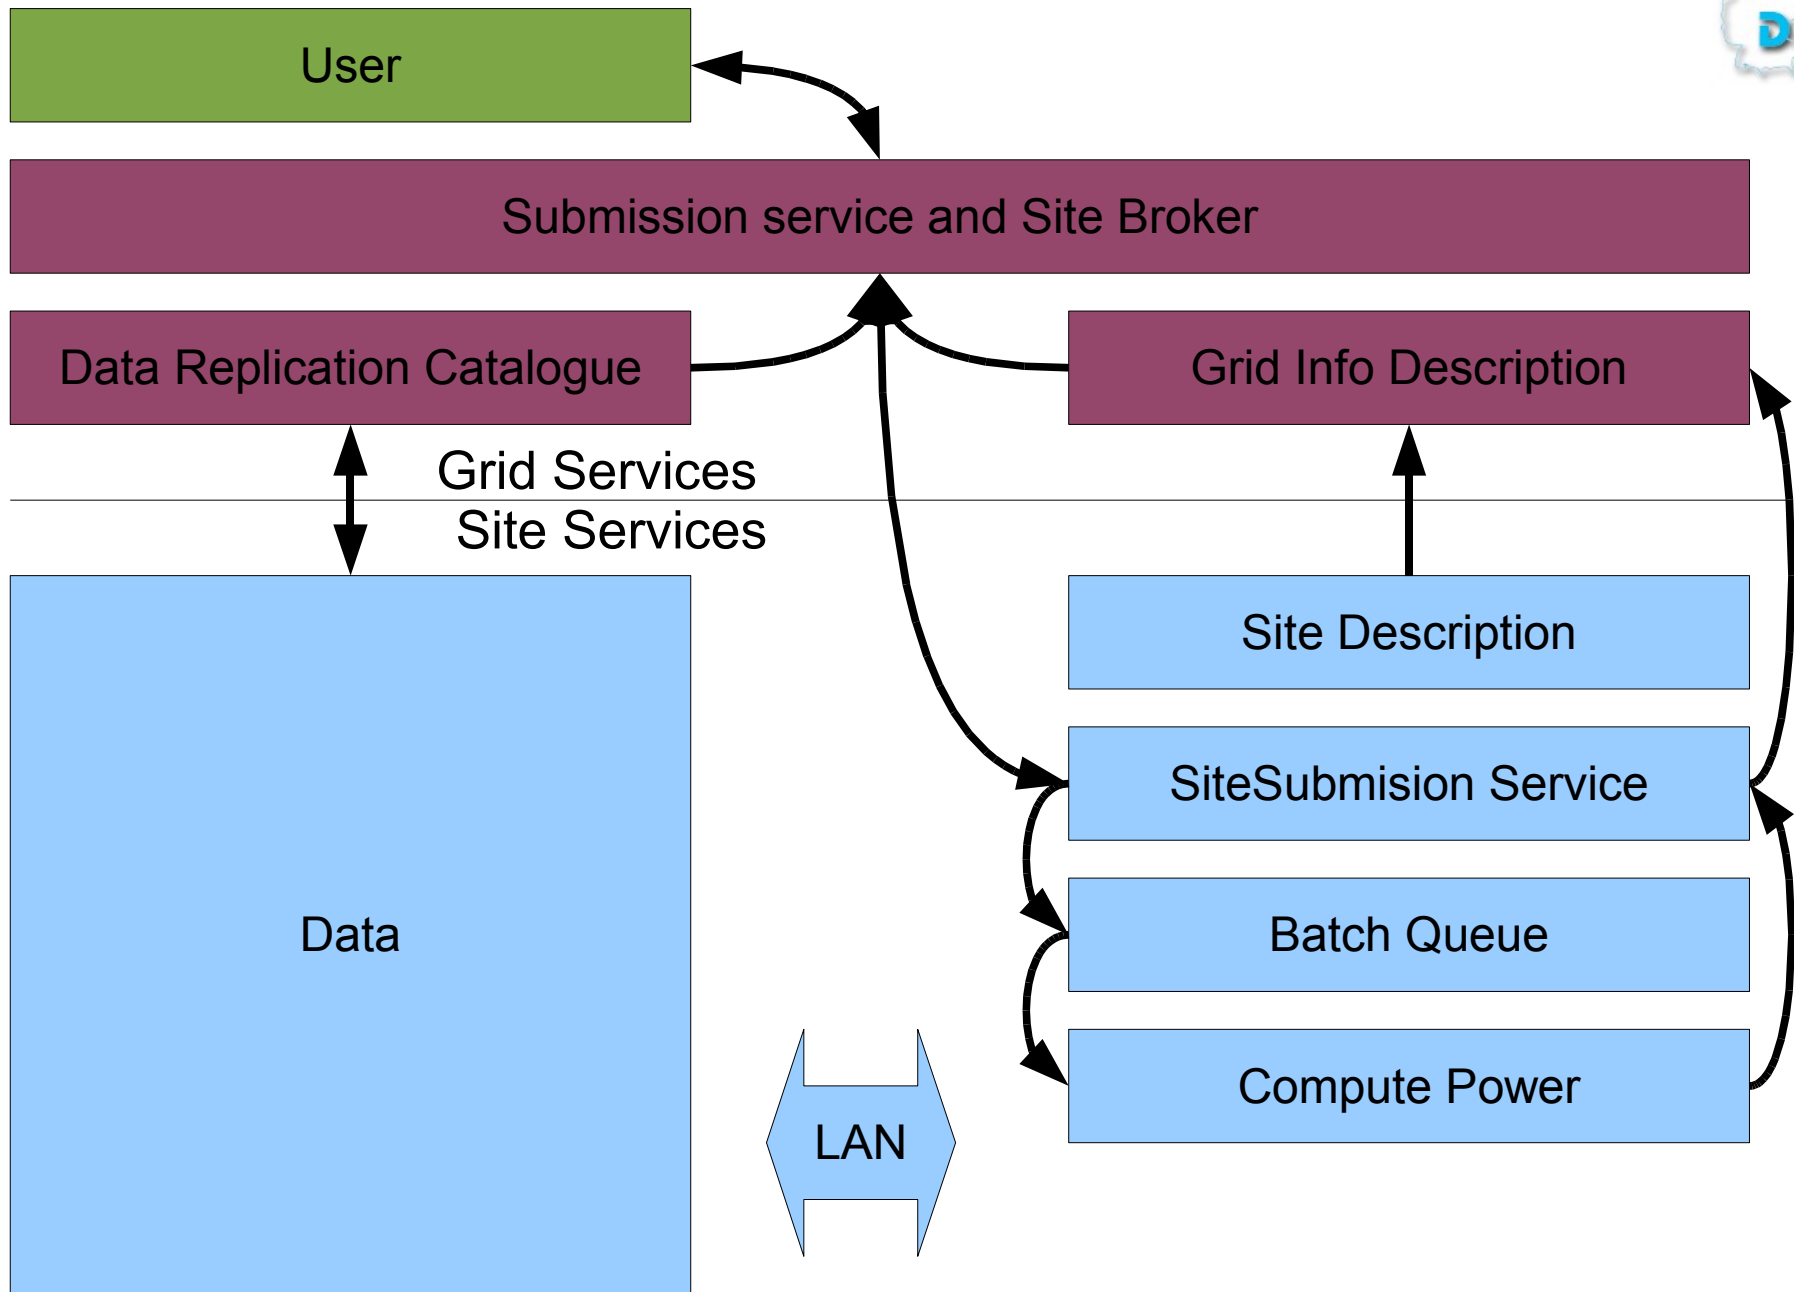 User
D
Submission service and Site Broker
Data Replication Catalogue
Grid Info Description
Grid Services
Site Services
Site Description
SiteSubmision Service
Data
Batch Queue
Compute Power
LAN